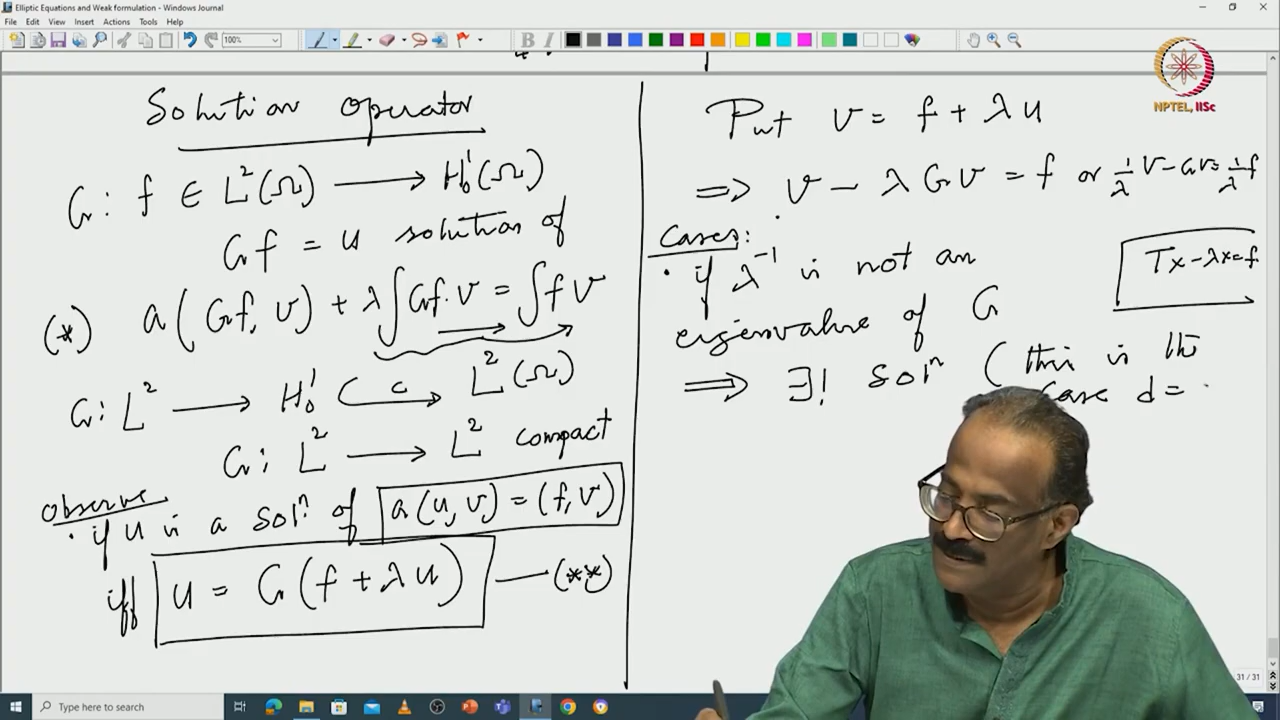 Elliptic Equations and Weak formulation - Windows Journal
File Edit View Insert Actions Tools Help
100%
B I
NPTEL, IISc
Solution operator
G : f ∈ L²(Ω) ⟶ H₀¹(Ω)
Gf = u solution of
(*) a(Gf, v) + λ∫Gf·v = ∫f v
G: L² ⟶ H₀¹ ⊂ᶜ→ L²(Ω)
G: L² ⟶ L² compact
Observe
· if u is a solⁿ of a(u, v) = (f, v)
iff u = G(f + λu) — (**)
Put v = f + λu
⟹ v − λGv = f or 1/λ v − Gv = 1/λ f
Cases:
· if λ⁻¹ is not an
eigenvalue of G
Tx − λx = f
⟹ ∃! solⁿ (this is the
case d =
31 / 31
Type here to search